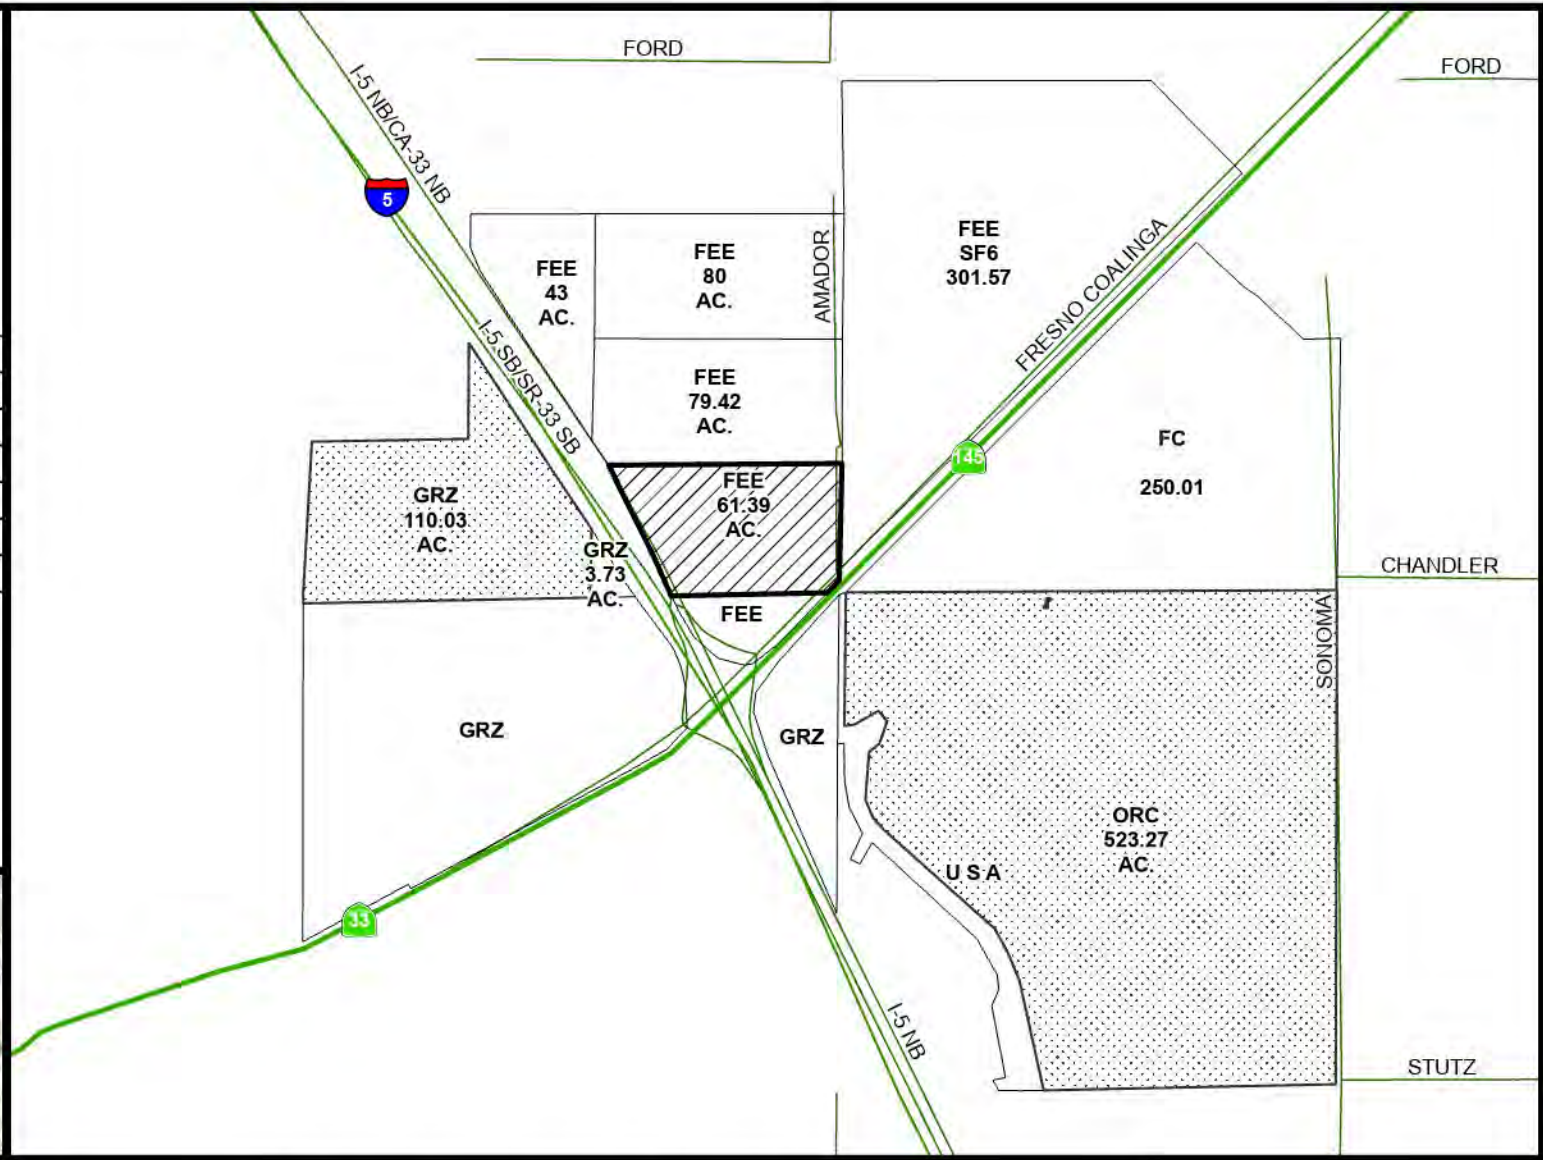 FORD
FORD
I-5 NB/CA-33 NB
5
FEE
43
AC.
FEE
80
AC.
AMADOR
FEE
SF6
301.57
FRESNO COALINGA
I-5 SB/SR-33 SB
FEE
79.42
AC.
145
FC
250.01
GRZ
110.03
AC.
FEE
61.39
AC.
GRZ
3.73
AC.
FEE
CHANDLER
SONOMA
GRZ
GRZ
ORC
523.27
AC.
U S A
33
I-5 NB
STUTZ